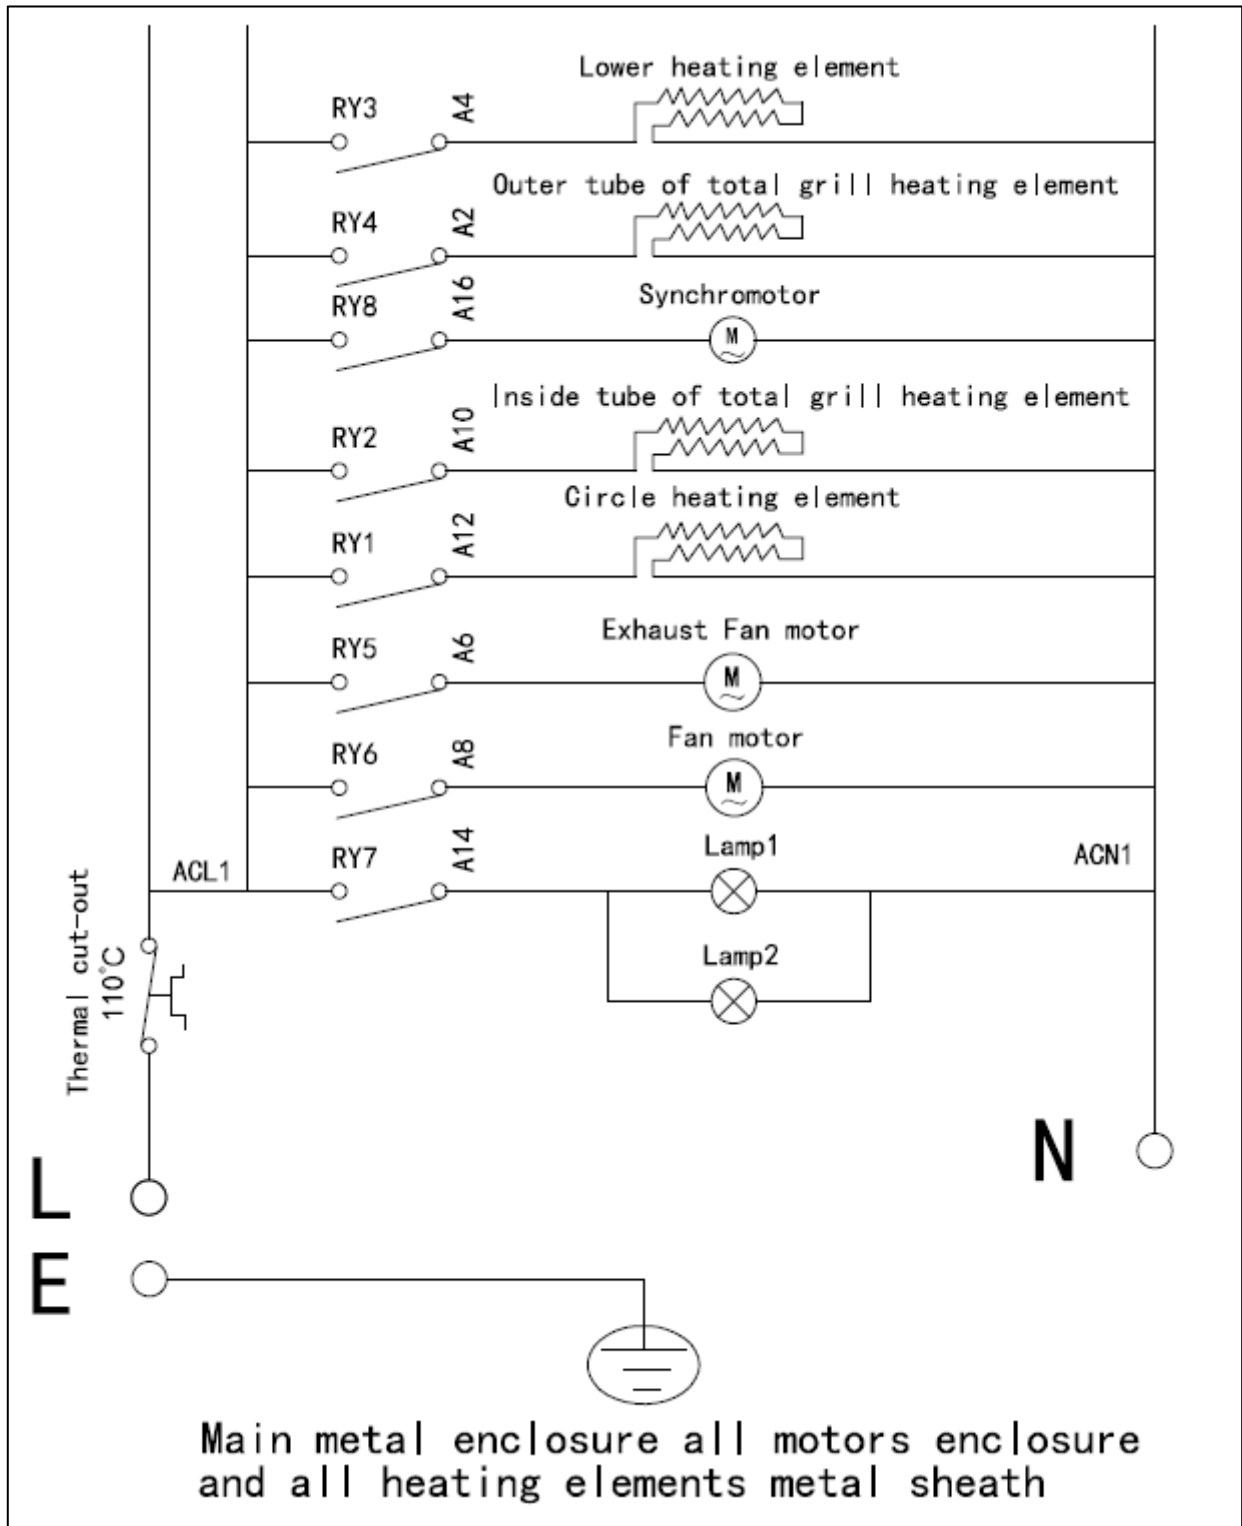 Lower heating element
RY3 A4
Outer tube of total grill heating element
RY4 A2
Synchromotor
RY8 A16
M
Inside tube of total grill heating element
RY2 A10
Circle heating element
RY1 A12
Exhaust Fan motor
RY5 A6
M
Fan motor
RY6 A8
M
Lamp1
ACL1 RY7 A14 ACN1
Thermal cut-out
110°C
Lamp2
N
L
E
Main metal enclosure all motors enclosure
and all heating elements metal sheath